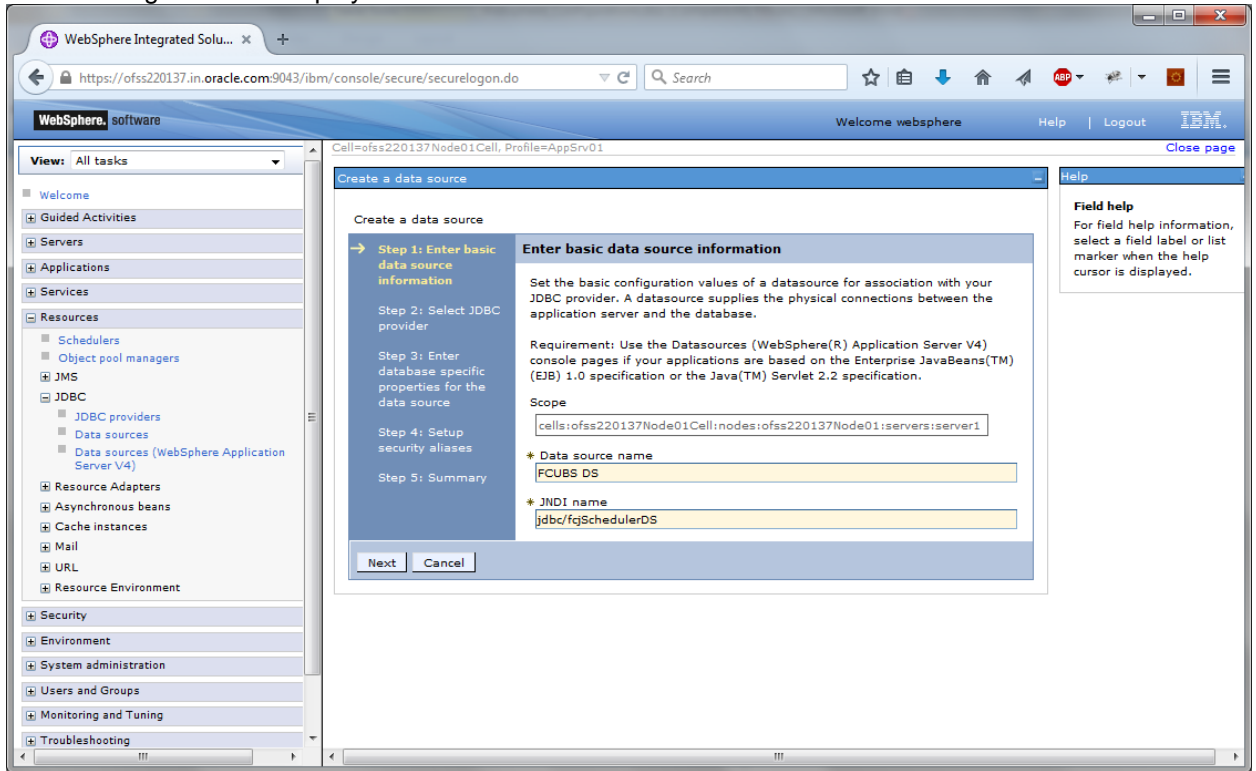 WebSphere Integrated Solu... × +
https://ofss220137.in.oracle.com:9043/ibm/console/secure/securelogon.do
Search
ABP
WebSphere. software
Welcome websphere
Help | Logout
IBM.
View: All tasks
Welcome
Guided Activities
Servers
Applications
Services
Resources
Schedulers
Object pool managers
JMS
JDBC
JDBC providers
Data sources
Data sources (WebSphere Application
Server V4)
Resource Adapters
Asynchronous beans
Cache instances
Mail
URL
Resource Environment
Security
Environment
System administration
Users and Groups
Monitoring and Tuning
Troubleshooting
Cell=ofss220137Node01Cell, Profile=AppSrv01
Close page
Create a data source
Create a data source
Step 1: Enter basic
data source
information
Step 2: Select JDBC
provider
Step 3: Enter
database specific
properties for the
data source
Step 4: Setup
security aliases
Step 5: Summary
Enter basic data source information
Set the basic configuration values of a datasource for association with your
JDBC provider. A datasource supplies the physical connections between the
application server and the database.
Requirement: Use the Datasources (WebSphere(R) Application Server V4)
console pages if your applications are based on the Enterprise JavaBeans(TM)
(EJB) 1.0 specification or the Java(TM) Servlet 2.2 specification.
Scope
cells:ofss220137Node01Cell:nodes:ofss220137Node01:servers:server1
* Data source name
FCUBS DS
* JNDI name
jdbc/fcjSchedulerDS
Next Cancel
Help
Field help
For field help information,
select a field label or list
marker when the help
cursor is displayed.